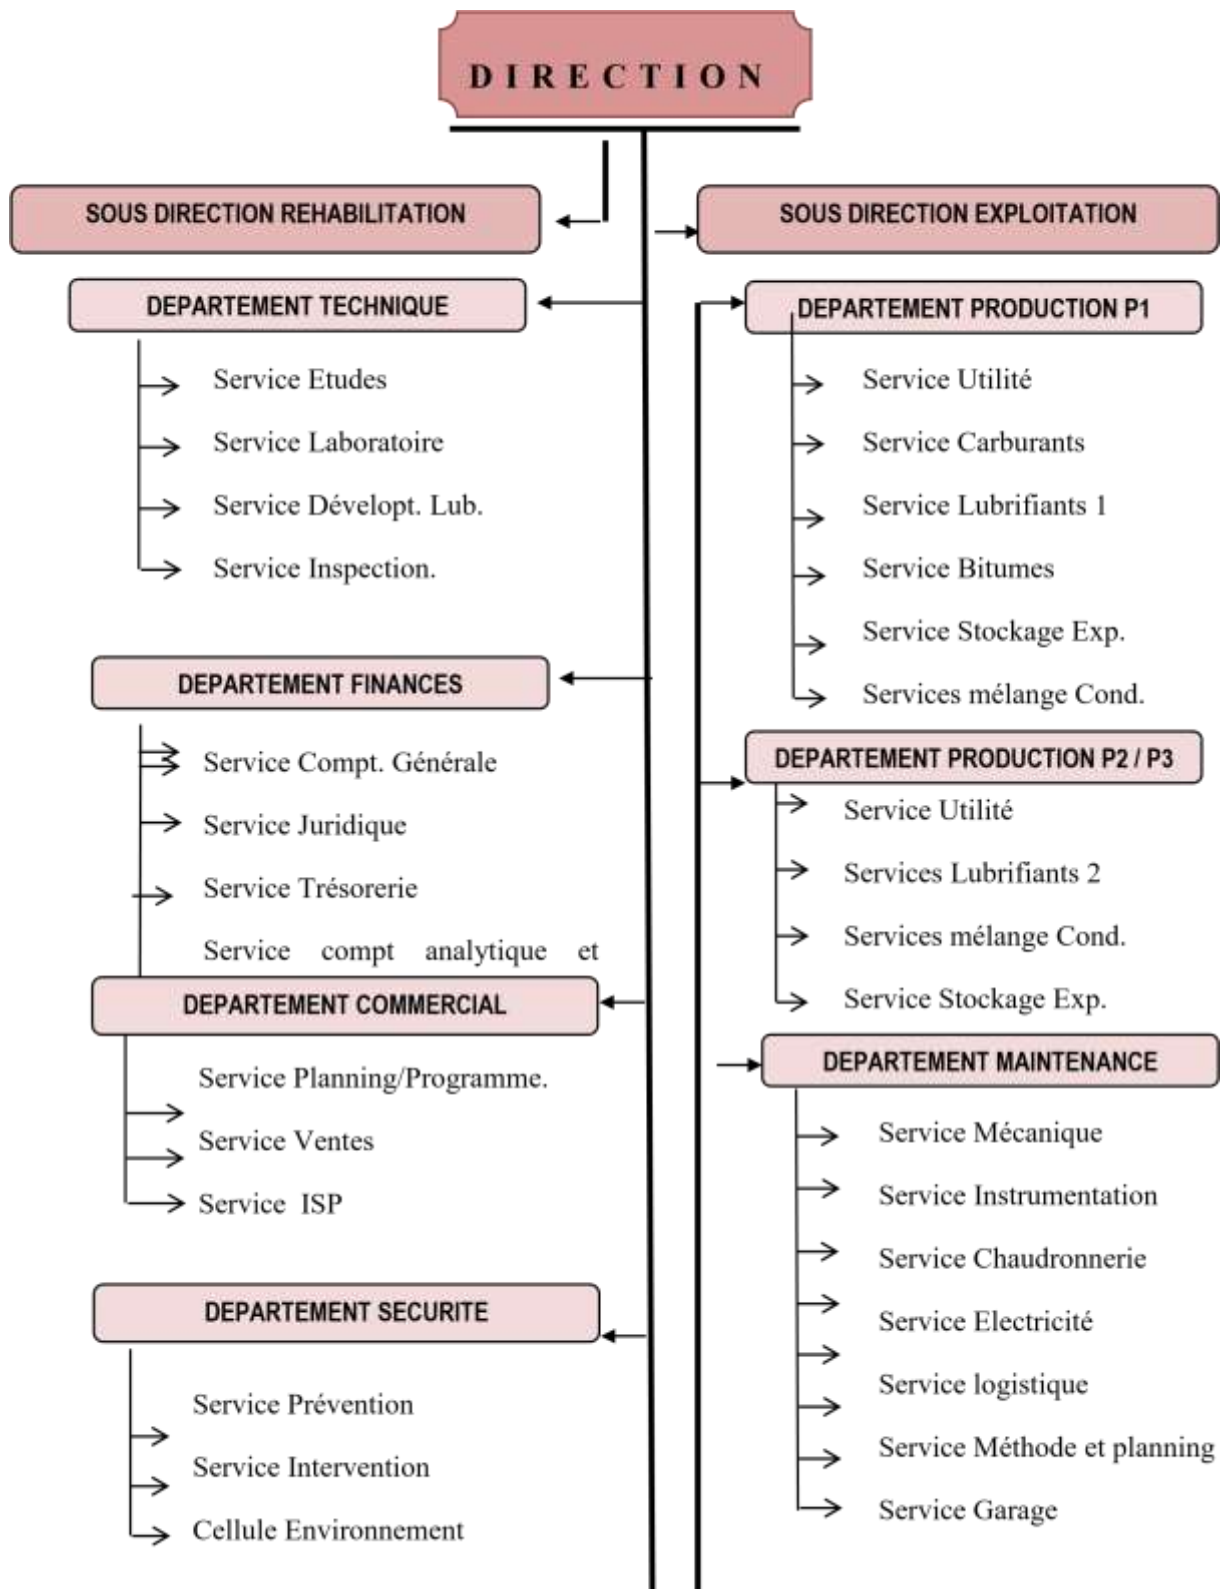 DIRECTION
SOUS DIRECTION REHABILITATION
DEPARTEMENT TECHNIQUE
Service Etudes
Service Laboratoire
Service Dévelopt. Lub.
Service Inspection.
DEPARTEMENT FINANCES
Service Compt. Générale
Service Juridique
Service Trésorerie
Service compt analytique et
DEPARTEMENT COMMERCIAL
Service Planning/Programme.
Service Ventes
Service ISP
DEPARTEMENT SECURITE
Service Prévention
Service Intervention
Cellule Environnement
SOUS DIRECTION EXPLOITATION
DEPARTEMENT PRODUCTION P1
Service Utilité
Service Carburants
Service Lubrifiants 1
Service Bitumes
Service Stockage Exp.
Services mélange Cond.
DEPARTEMENT PRODUCTION P2 / P3
Service Utilité
Services Lubrifiants 2
Services mélange Cond.
Service Stockage Exp.
DEPARTEMENT MAINTENANCE
Service Mécanique
Service Instrumentation
Service Chaudronnerie
Service Electricité
Service logistique
Service Méthode et planning
Service Garage